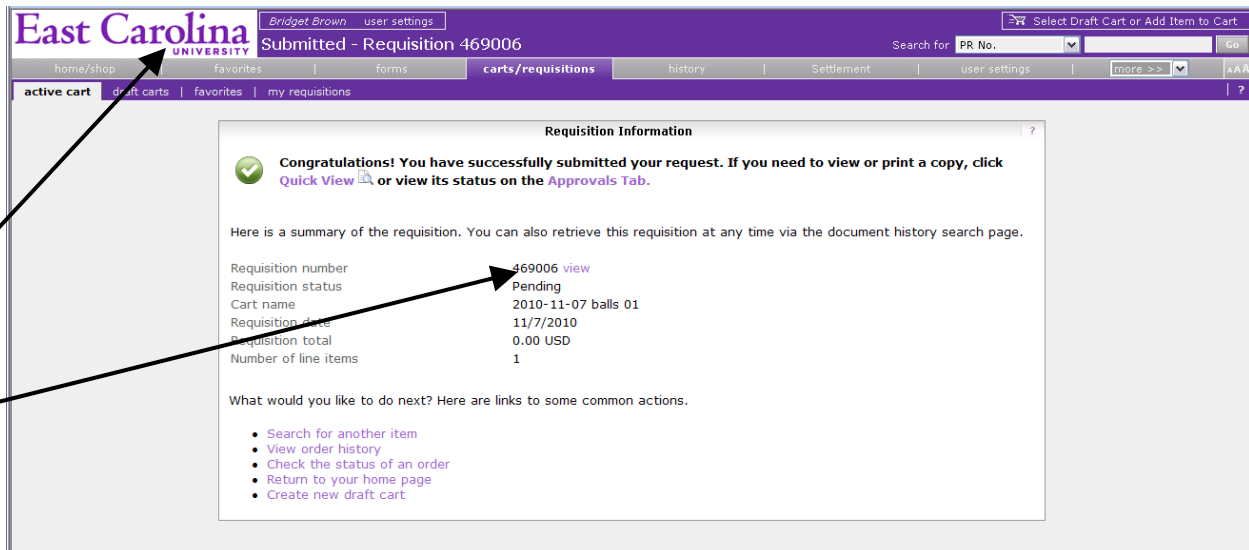 East Carolina
UNIVERSITY
Bridget Brown user settings
Select Draft Cart or Add Item to Cart
Submitted - Requisition 469006
Search for PR No. Go
home/shop | favorites | forms carts/requisitions history | Settlement | user settings | more >> AAA
active cart draft carts | favorites | my requisitions | ?
Requisition Information ?
Congratulations! You have successfully submitted your request. If you need to view or print a copy, click
Quick View or view its status on the Approvals Tab.
Here is a summary of the requisition. You can also retrieve this requisition at any time via the document history search page.
Requisition number 469006 view
Requisition status Pending
Cart name 2010-11-07 balls 01
Requisition date 11/7/2010
Requisition total 0.00 USD
Number of line items 1
What would you like to do next? Here are links to some common actions.
• Search for another item
• View order history
• Check the status of an order
• Return to your home page
• Create new draft cart